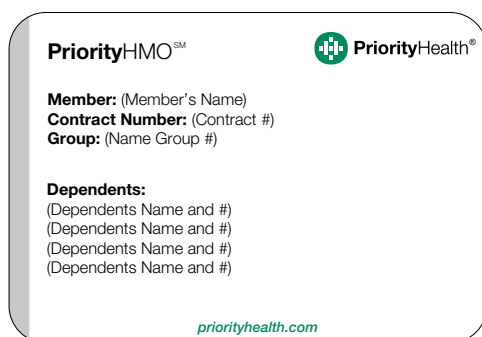 PriorityHMO℠
PriorityHealth®
Member: (Member’s Name)
Contract Number: (Contract #)
Group: (Name Group #)
Dependents:
(Dependents Name and #)
(Dependents Name and #)
(Dependents Name and #)
(Dependents Name and #)
priorityhealth.com